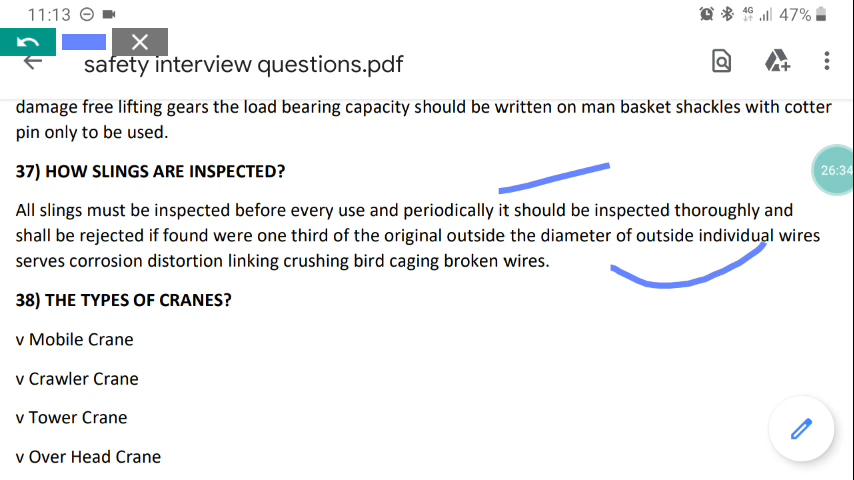 11:13
4G
47%
safety interview questions.pdf
damage free lifting gears the load bearing capacity should be written on man basket shackles with cotter
pin only to be used.
37) HOW SLINGS ARE INSPECTED?
26:34
All slings must be inspected before every use and periodically it should be inspected thoroughly and
shall be rejected if found were one third of the original outside the diameter of outside individual wires
serves corrosion distortion linking crushing bird caging broken wires.
38) THE TYPES OF CRANES?
v Mobile Crane
v Crawler Crane
v Tower Crane
v Over Head Crane